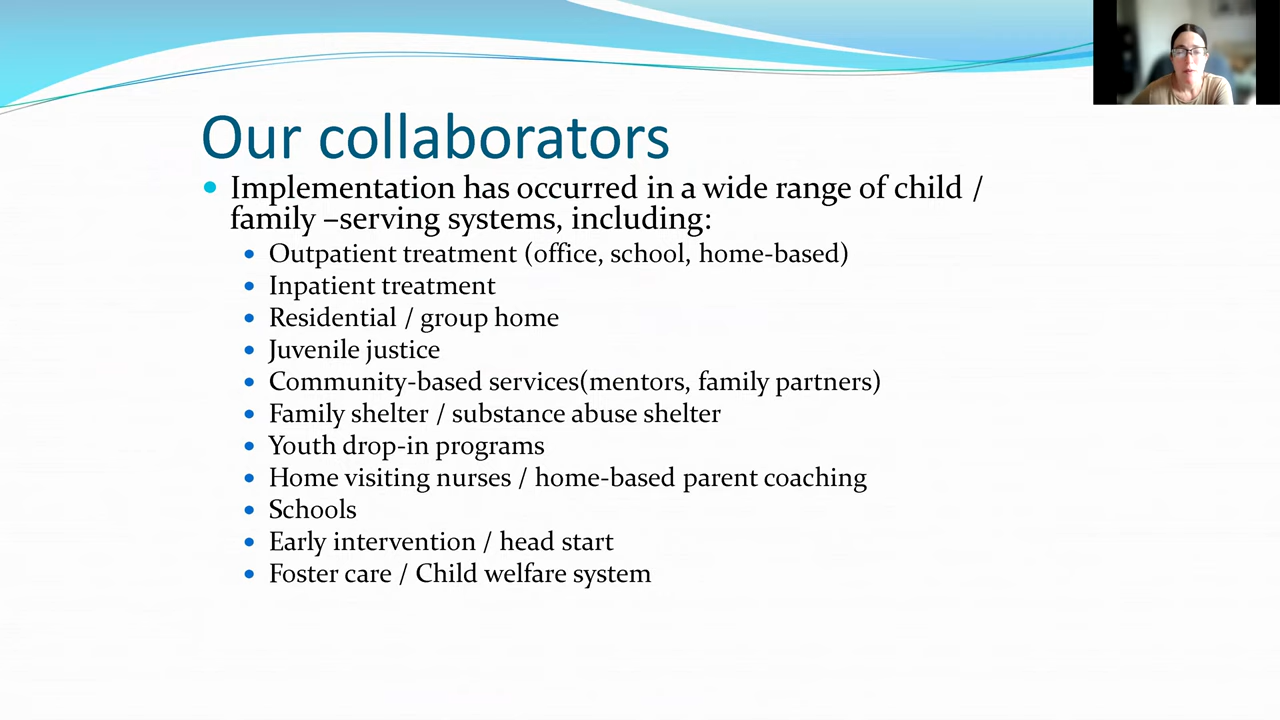 Our collaborators
• Implementation has occurred in a wide range of child /
family –serving systems, including:
• Outpatient treatment (office, school, home-based)
• Inpatient treatment
• Residential / group home
• Juvenile justice
• Community-based services(mentors, family partners)
• Family shelter / substance abuse shelter
• Youth drop-in programs
• Home visiting nurses / home-based parent coaching
• Schools
• Early intervention / head start
• Foster care / Child welfare system